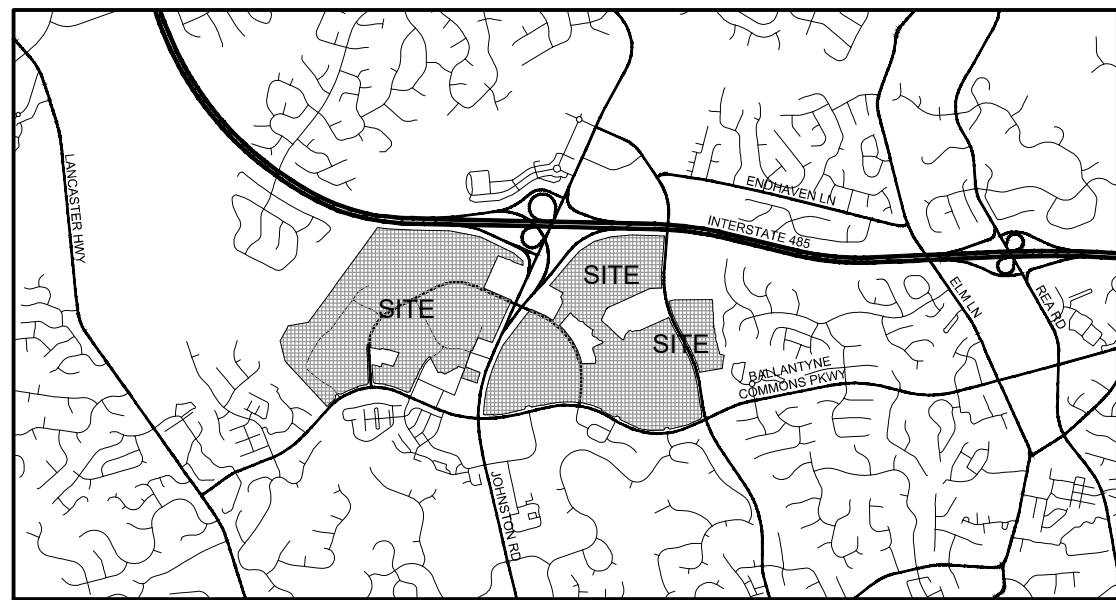 LANCASTER HWY
ENDHAVEN LN
INTERSTATE 485
SITE
SITE
SITE
ELM LN
REA RD
BALLANTYNE
COMMONS PKWY
JOHNSTON RD